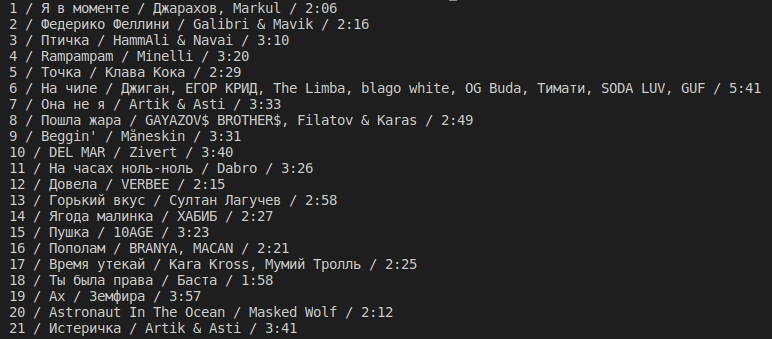 1 / Я в моменте / Джарахов, Markul / 2:06
2 / Федерико Феллини / Galibri & Mavik / 2:16
3 / Птичка / HammAli & Navai / 3:10
4 / Rampampam / Minelli / 3:20
5 / Точка / Клава Кока / 2:29
6 / На чиле / Джиган, ЕГОР КРИД, The Limba, blago white, OG Buda, Тимати, SODA LUV, GUF / 5:41
7 / Она не я / Artik & Asti / 3:33
8 / Пошла жара / GAYAZOV$ BROTHER$, Filatov & Karas / 2:49
9 / Beggin' / Måneskin / 3:31
10 / DEL MAR / Zivert / 3:40
11 / На часах ноль-ноль / Dabro / 3:26
12 / Довела / VERBEE / 2:15
13 / Горький вкус / Султан Лагучев / 2:58
14 / Ягода малинка / ХАБИБ / 2:27
15 / Пушка / 10AGE / 3:23
16 / Пополам / BRANYA, MACAN / 2:21
17 / Время утекай / Kara Kross, Мумий Тролль / 2:25
18 / Ты была права / Баста / 1:58
19 / Ах / Земфира / 3:57
20 / Astronaut In The Ocean / Masked Wolf / 2:12
21 / Истеричка / Artik & Asti / 3:41